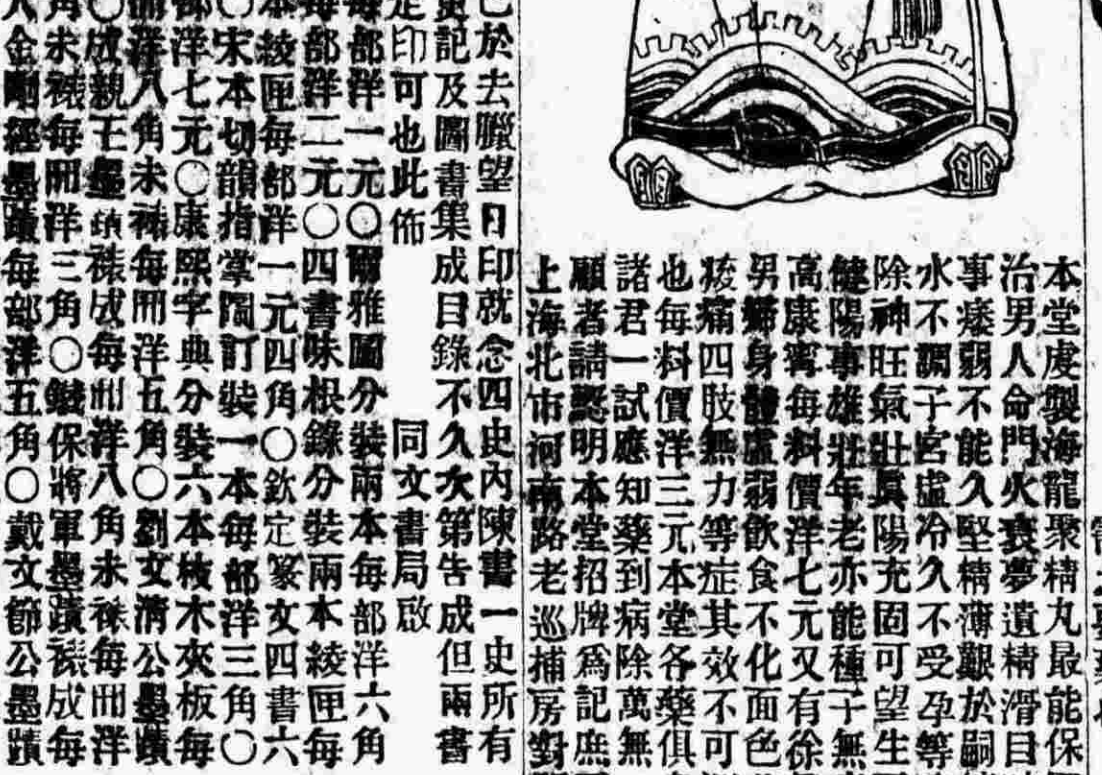 本堂虔製海龍聚精丸最能保
治男人命門火衰夢遺精滑日
事痿弱不能久堅精薄艱於嗣
水不調子宮虛冷久不受孕等
除神旺氣壯眞陽充固可望生
健陽事雄壯年老亦能種子無
高康寗每料價洋七元又有徐
男婦身體虛弱飲食不化面色
痠痛四肢無力等症其效不可
也每料價洋三元本堂各藥俱
諸君一試應知藥到病除萬無
顧者請認明本堂招牌爲記庶
上海北市河南路老巡捕房對
已於去臘望日印就念四史內陳書一史所有
記及圖書集成目錄不久次第告成但兩書
定印可也此佈 同文書局啟
每部洋一元〇爾雅圖分裝兩本每部洋六角
每部洋二元〇四書味根錄分裝兩本綾匣每
本綾匣每部洋一元四角〇欽定篆文四書六
〇宋本切韻指掌圖訂裝一本每部洋三角〇
部洋七元〇康熙字典分裝六本枝木夾板每
洋八角未裱每冊洋五角〇劉文清公墨蹟
〇成親王墨蹟裱成每冊洋八角未裱每冊洋
角未裱每冊洋三角〇鐵保將軍墨蹟裱成每
人金剛經墨蹟每部洋五角〇戴文節公墨蹟